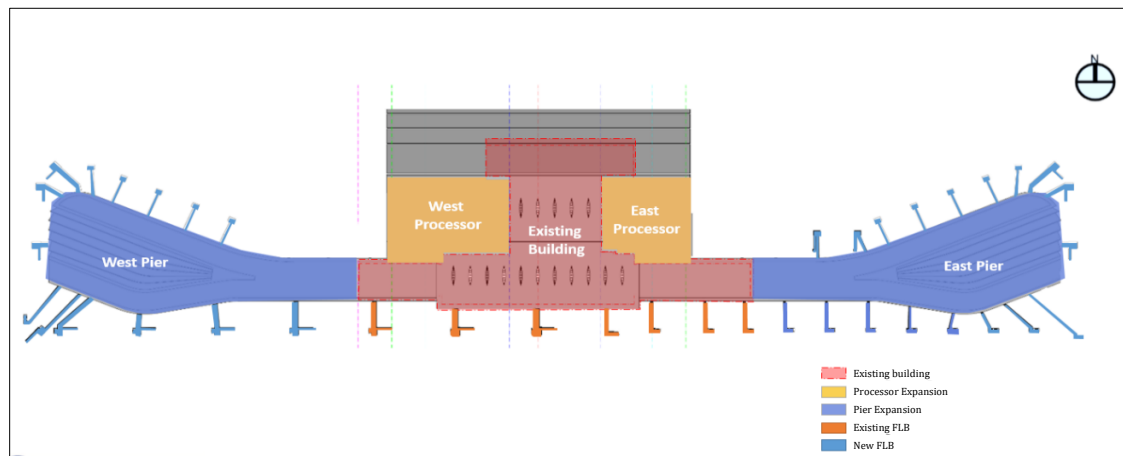 N
West
Processor
East
Processor
Existing
Building
West Pier
East Pier
Existing building
Processor Expansion
Pier Expansion
Existing FLB
New FLB